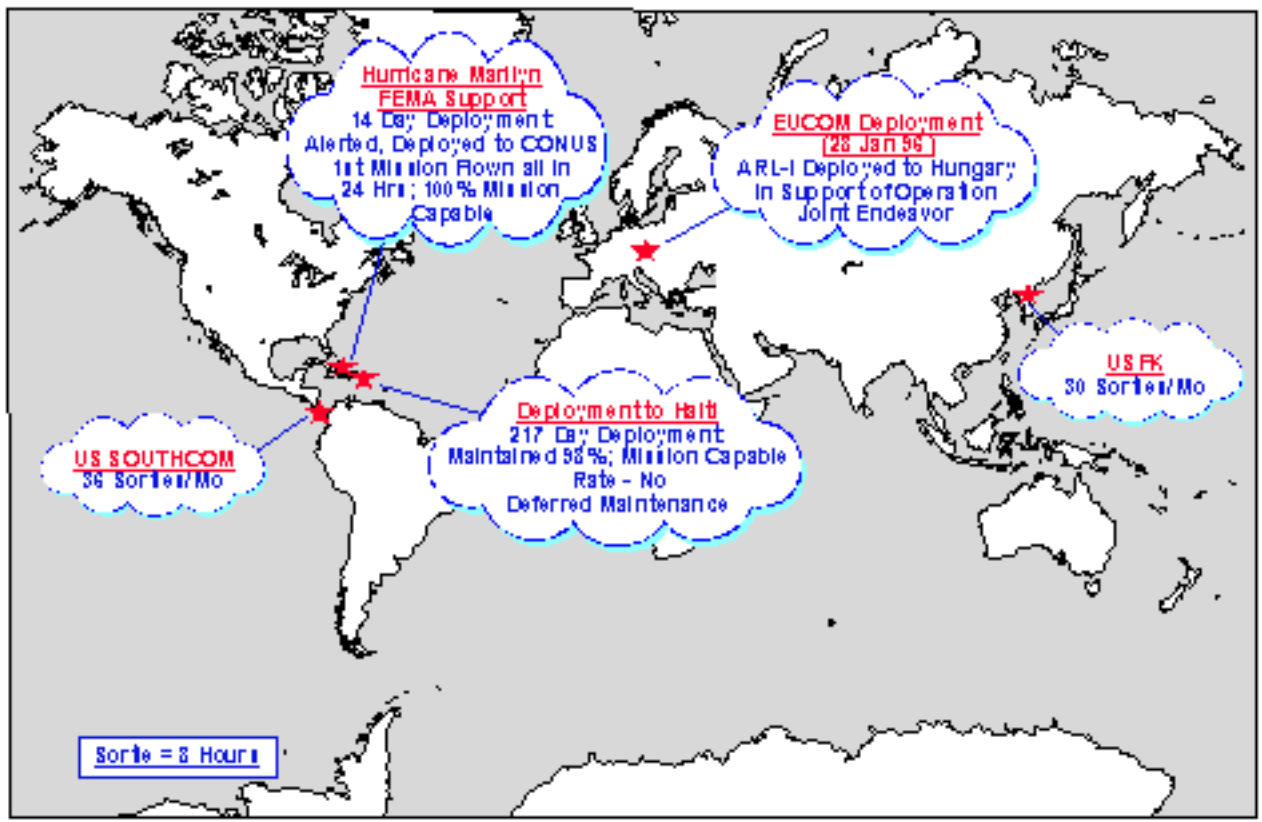 Hurricane Marilyn
FEMA Support
14 Day Deployment
Alerted, Deployed to CONUS
1st Mission Flown all in
24 Hrs; 100% Mission
Capable
EUCOM Deployment
(28 Jan 96)
ARL-I Deployed to Hungary
in Support of Operation
Joint Endeavor
USFK
30 Sorties/Mo
Deployment to Haiti
217 Day Deployment
Maintained 98%; Mission Capable
Rate - No
Deferred Maintenance
US SOUTHCOM
36 Sorties/Mo
Sortie = 8 Hours